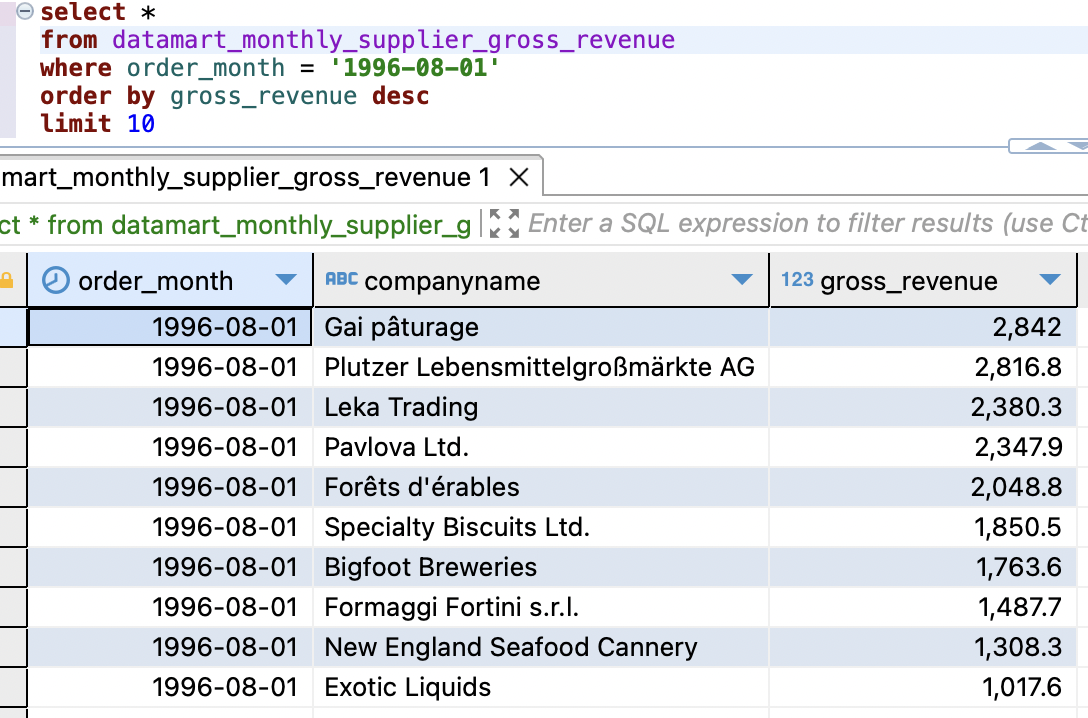 select *
from datamart_monthly_supplier_gross_revenue
where order_month = '1996-08-01'
order by gross_revenue desc
limit 10
mart_monthly_supplier_gross_revenue 1
ct * from datamart_monthly_supplier_g Enter a SQL expression to filter results (use Ct
order_month ABC companyname 123 gross_revenue
1996-08-01 Gai pâturage 2,842
1996-08-01 Plutzer Lebensmittelgroßmärkte AG 2,816.8
1996-08-01 Leka Trading 2,380.3
1996-08-01 Pavlova Ltd. 2,347.9
1996-08-01 Forêts d'érables 2,048.8
1996-08-01 Specialty Biscuits Ltd. 1,850.5
1996-08-01 Bigfoot Breweries 1,763.6
1996-08-01 Formaggi Fortini s.r.l. 1,487.7
1996-08-01 New England Seafood Cannery 1,308.3
1996-08-01 Exotic Liquids 1,017.6